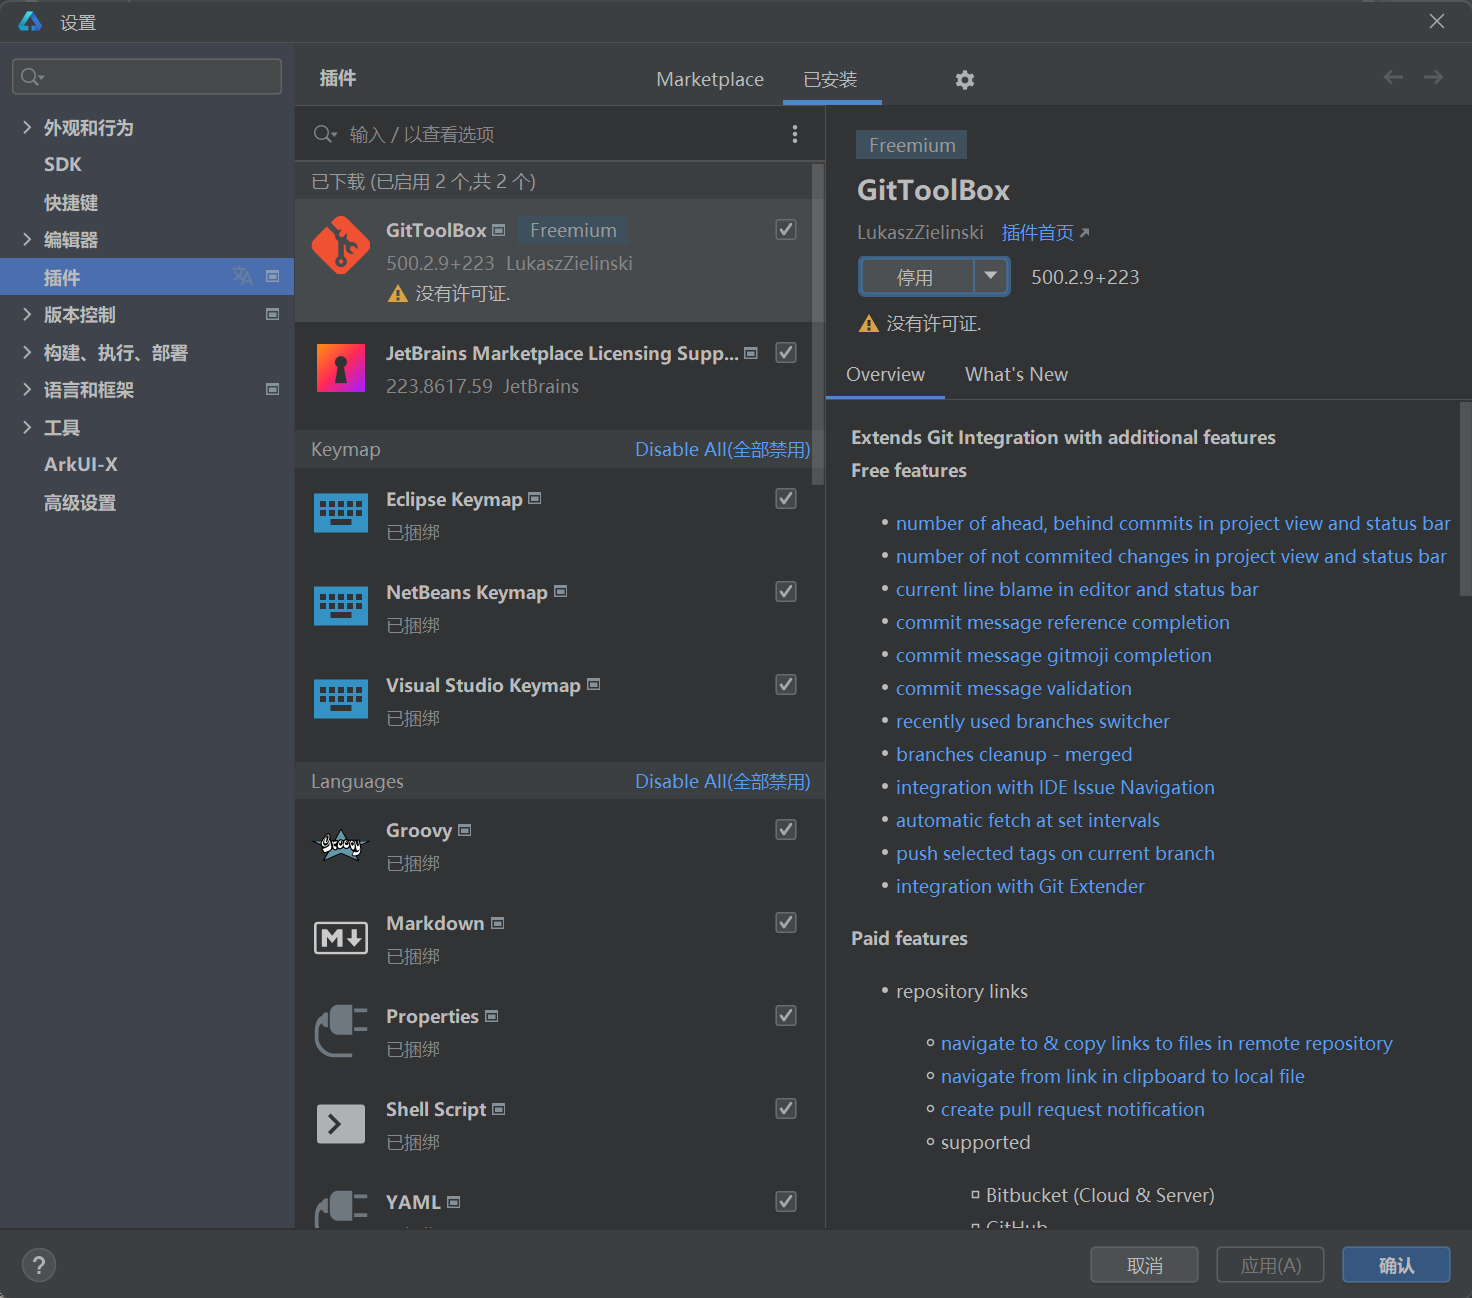 设置
外观和行为
SDK
快捷键
编辑器
插件
版本控制
构建、执行、部署
语言和框架
工具
ArkUI-X
高级设置
插件
Marketplace
已安装
输入 / 以查看选项
已下载 (已启用 2 个,共 2 个)
GitToolBox Freemium
500.2.9+223 LukaszZielinski
没有许可证.
JetBrains Marketplace Licensing Supp...
223.8617.59 JetBrains
Keymap Disable All(全部禁用)
Eclipse Keymap
已捆绑
NetBeans Keymap
已捆绑
Visual Studio Keymap
已捆绑
Languages Disable All(全部禁用)
Groovy
已捆绑
Markdown
已捆绑
Properties
已捆绑
Shell Script
已捆绑
YAML
Freemium
GitToolBox
LukaszZielinski 插件首页
停用 500.2.9+223
没有许可证.
Overview What's New
Extends Git Integration with additional features
Free features
• number of ahead, behind commits in project view and status bar
• number of not commited changes in project view and status bar
• current line blame in editor and status bar
• commit message reference completion
• commit message gitmoji completion
• commit message validation
• recently used branches switcher
• branches cleanup - merged
• integration with IDE Issue Navigation
• automatic fetch at set intervals
• push selected tags on current branch
• integration with Git Extender
Paid features
• repository links
navigate to & copy links to files in remote repository
navigate from link in clipboard to local file
create pull request notification
supported
Bitbucket (Cloud & Server)
GitHub
?
取消
应用(A)
确认